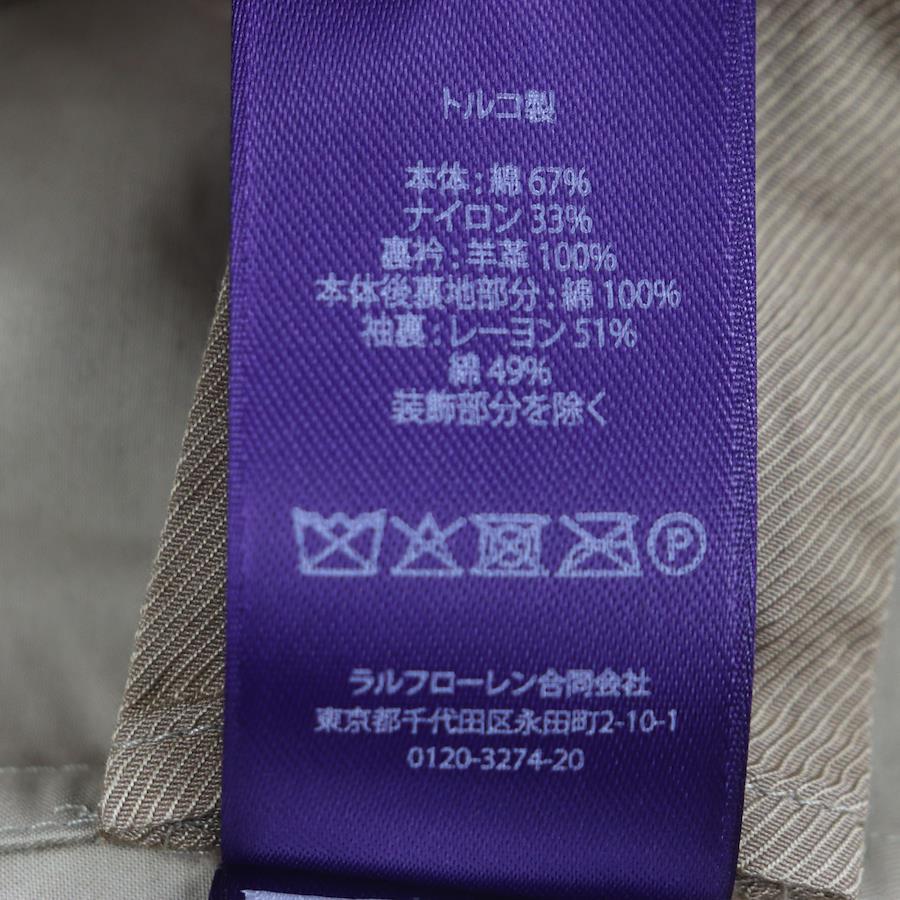 トルコ製
本体 : 綿 67%
ナイロン 33%
裏衿 : 羊革 100%
本体後裏地部分 : 綿 100%
袖裏 : レーヨン 51%
綿 49%
装飾部分を除く
P
ラルフローレン合同会社
東京都千代田区永田町2-10-1
0120-3274-20